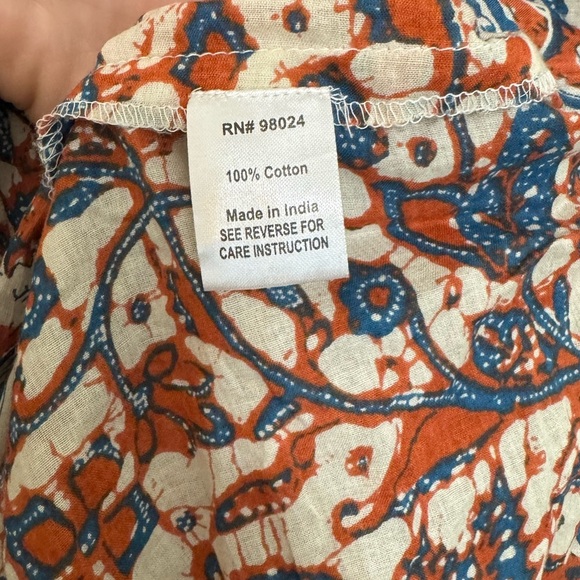 RN# 98024
100% Cotton
Made in India
SEE REVERSE FOR
CARE INSTRUCTION